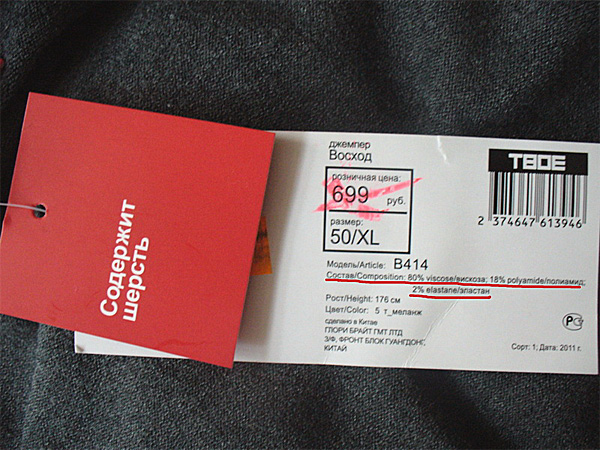 Содержит
шерсть
джемпер
Восход
розничная цена:
699 руб.
размер:
50/XL
ТВОЕ
2 374647 613946
Модель/Article: B414
Состав/Composition: 80% viscose/вискоза; 18% polyamide/полиамид;
2% elastane/эластан
Рост/Height: 176 см
Цвет/Color: 5 т_меланж
сделано в Китае
ГЛОРИ БРАЙТ ГМТ ЛТД
3/Ф, ФРОНТ БЛОК ГУАНГДОНГ,
КИТАЙ
Сорт: 1; Дата: 2011 г.